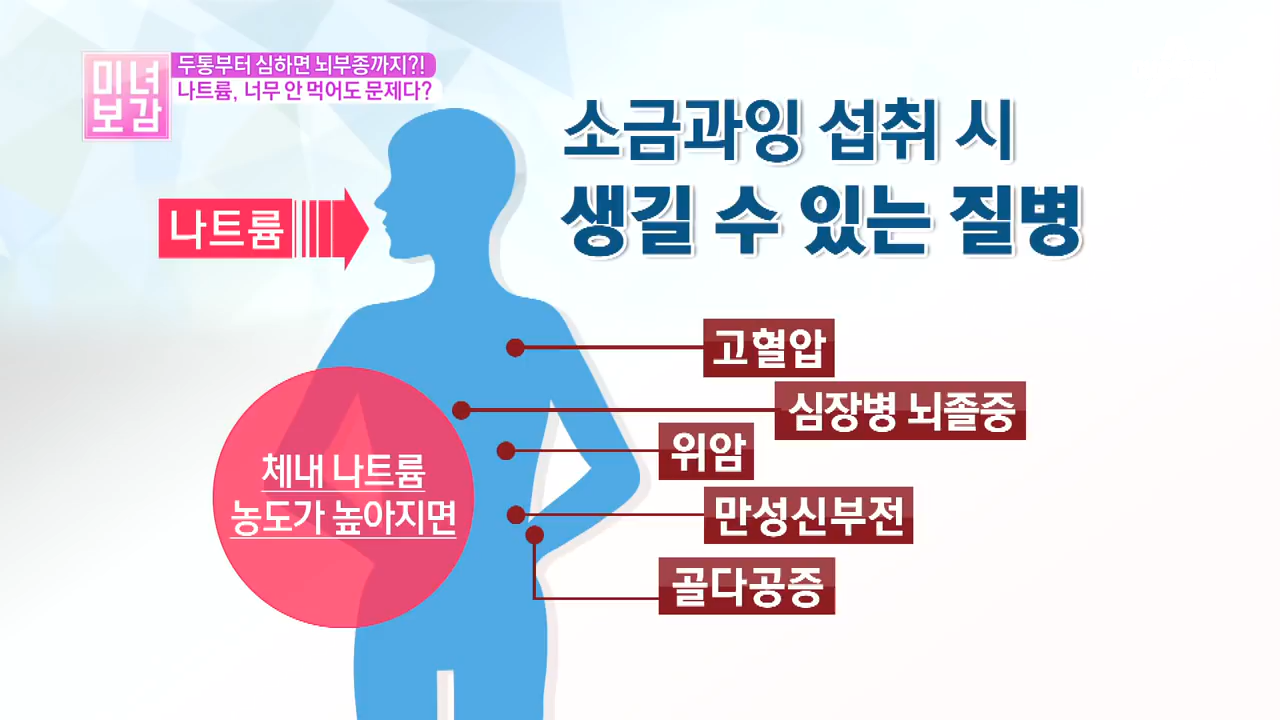 미녀
보감
두통부터 심하면 뇌부종까지?!
나트륨, 너무 안 먹어도 문제다?
소금과잉 섭취 시
생길 수 있는 질병
나트륨
고혈압
심장병 뇌졸중
위암
체내 나트륨
농도가 높아지면
만성신부전
골다공증